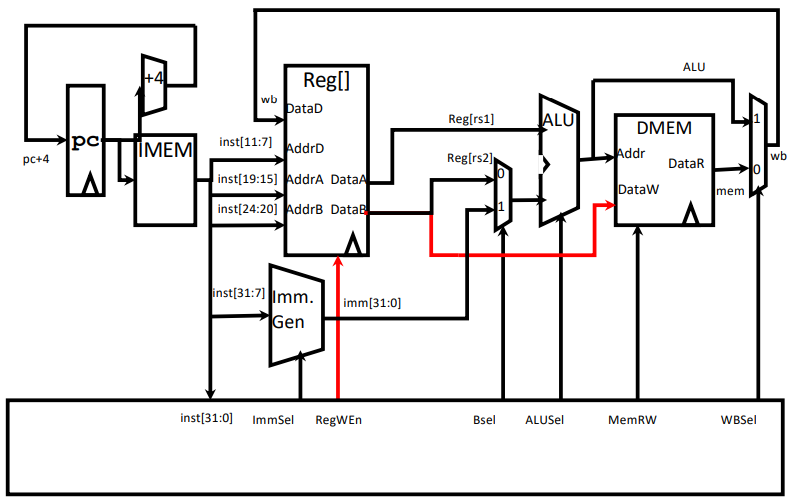 ALU
+4
Reg[]
wb
DataD
Reg[rs1]
ALU
1
DMEM
pc
IMEM
inst[11:7]
AddrD
pc+4
Reg[rs2]
Addr
DataR
wb
inst[19:15]
AddrA
DataA
0
0
mem
DataW
inst[24:20]
AddrB
DataB
1
inst[31:7]
Imm.
Gen
imm[31:0]
inst[31:0]
ImmSel
RegWEn
Bsel
ALUSel
MemRW
WBSel